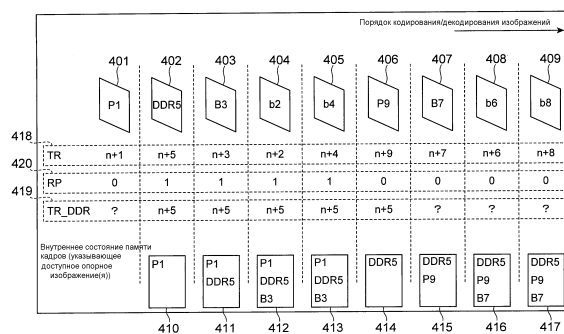 Порядок кодирования/декодирования изображений
401 402 403 404 405 406 407 408 409
P1 DDR5 B3 b2 b4 P9 B7 b6 b8
418
TR n+1 n+5 n+3 n+2 n+4 n+9 n+7 n+6 n+8
420
RP 0 1 1 1 1 0 0 0 0
419
TR_DDR ? n+5 n+5 n+5 n+5 n+5 ? ? ?
Внутреннее состояние памяти
кадров (указывающее
доступное опорное
изображение(я))
P1 P1 P1 P1 DDR5 DDR5 DDR5 DDR5
DDR5 DDR5 DDR5 P9 P9 P9
B3 B3 B7 B7
410 411 412 413 414 415 416 417